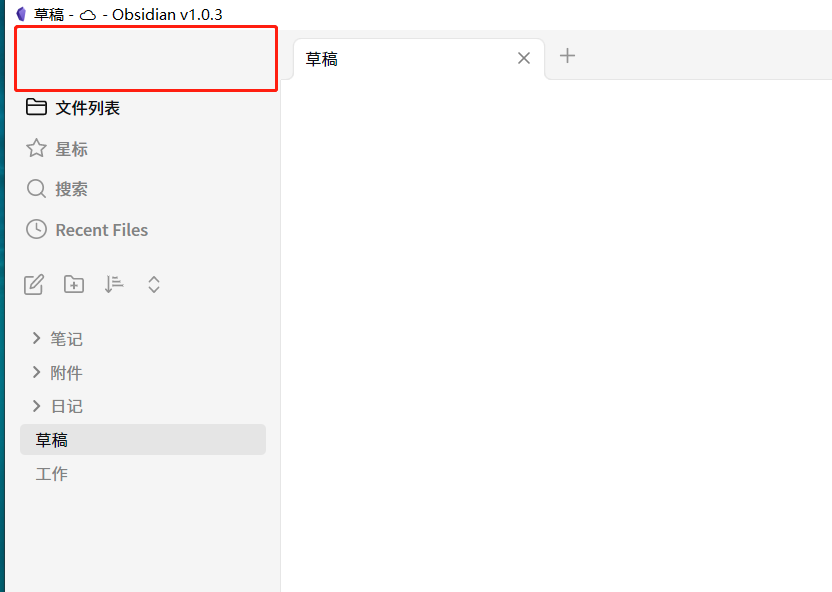 草稿 - ☁ - Obsidian v1.0.3
草稿
文件列表
星标
搜索
Recent Files
笔记
附件
日记
草稿
工作